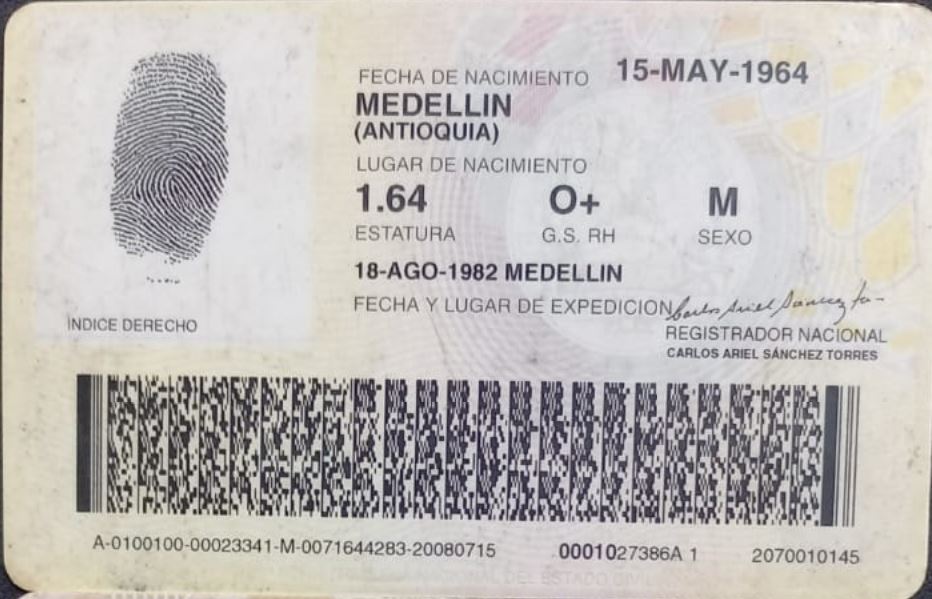 FECHA DE NACIMIENTO 15-MAY-1964
MEDELLIN
(ANTIOQUIA)
LUGAR DE NACIMIENTO
1.64 O+ M
ESTATURA G.S. RH SEXO
18-AGO-1982 MEDELLIN
FECHA Y LUGAR DE EXPEDICION
INDICE DERECHO
REGISTRADOR NACIONAL
CARLOS ARIEL SÁNCHEZ TORRES
A-0100100-00023341-M-0071644283-20080715 0001027386A 1 2070010145